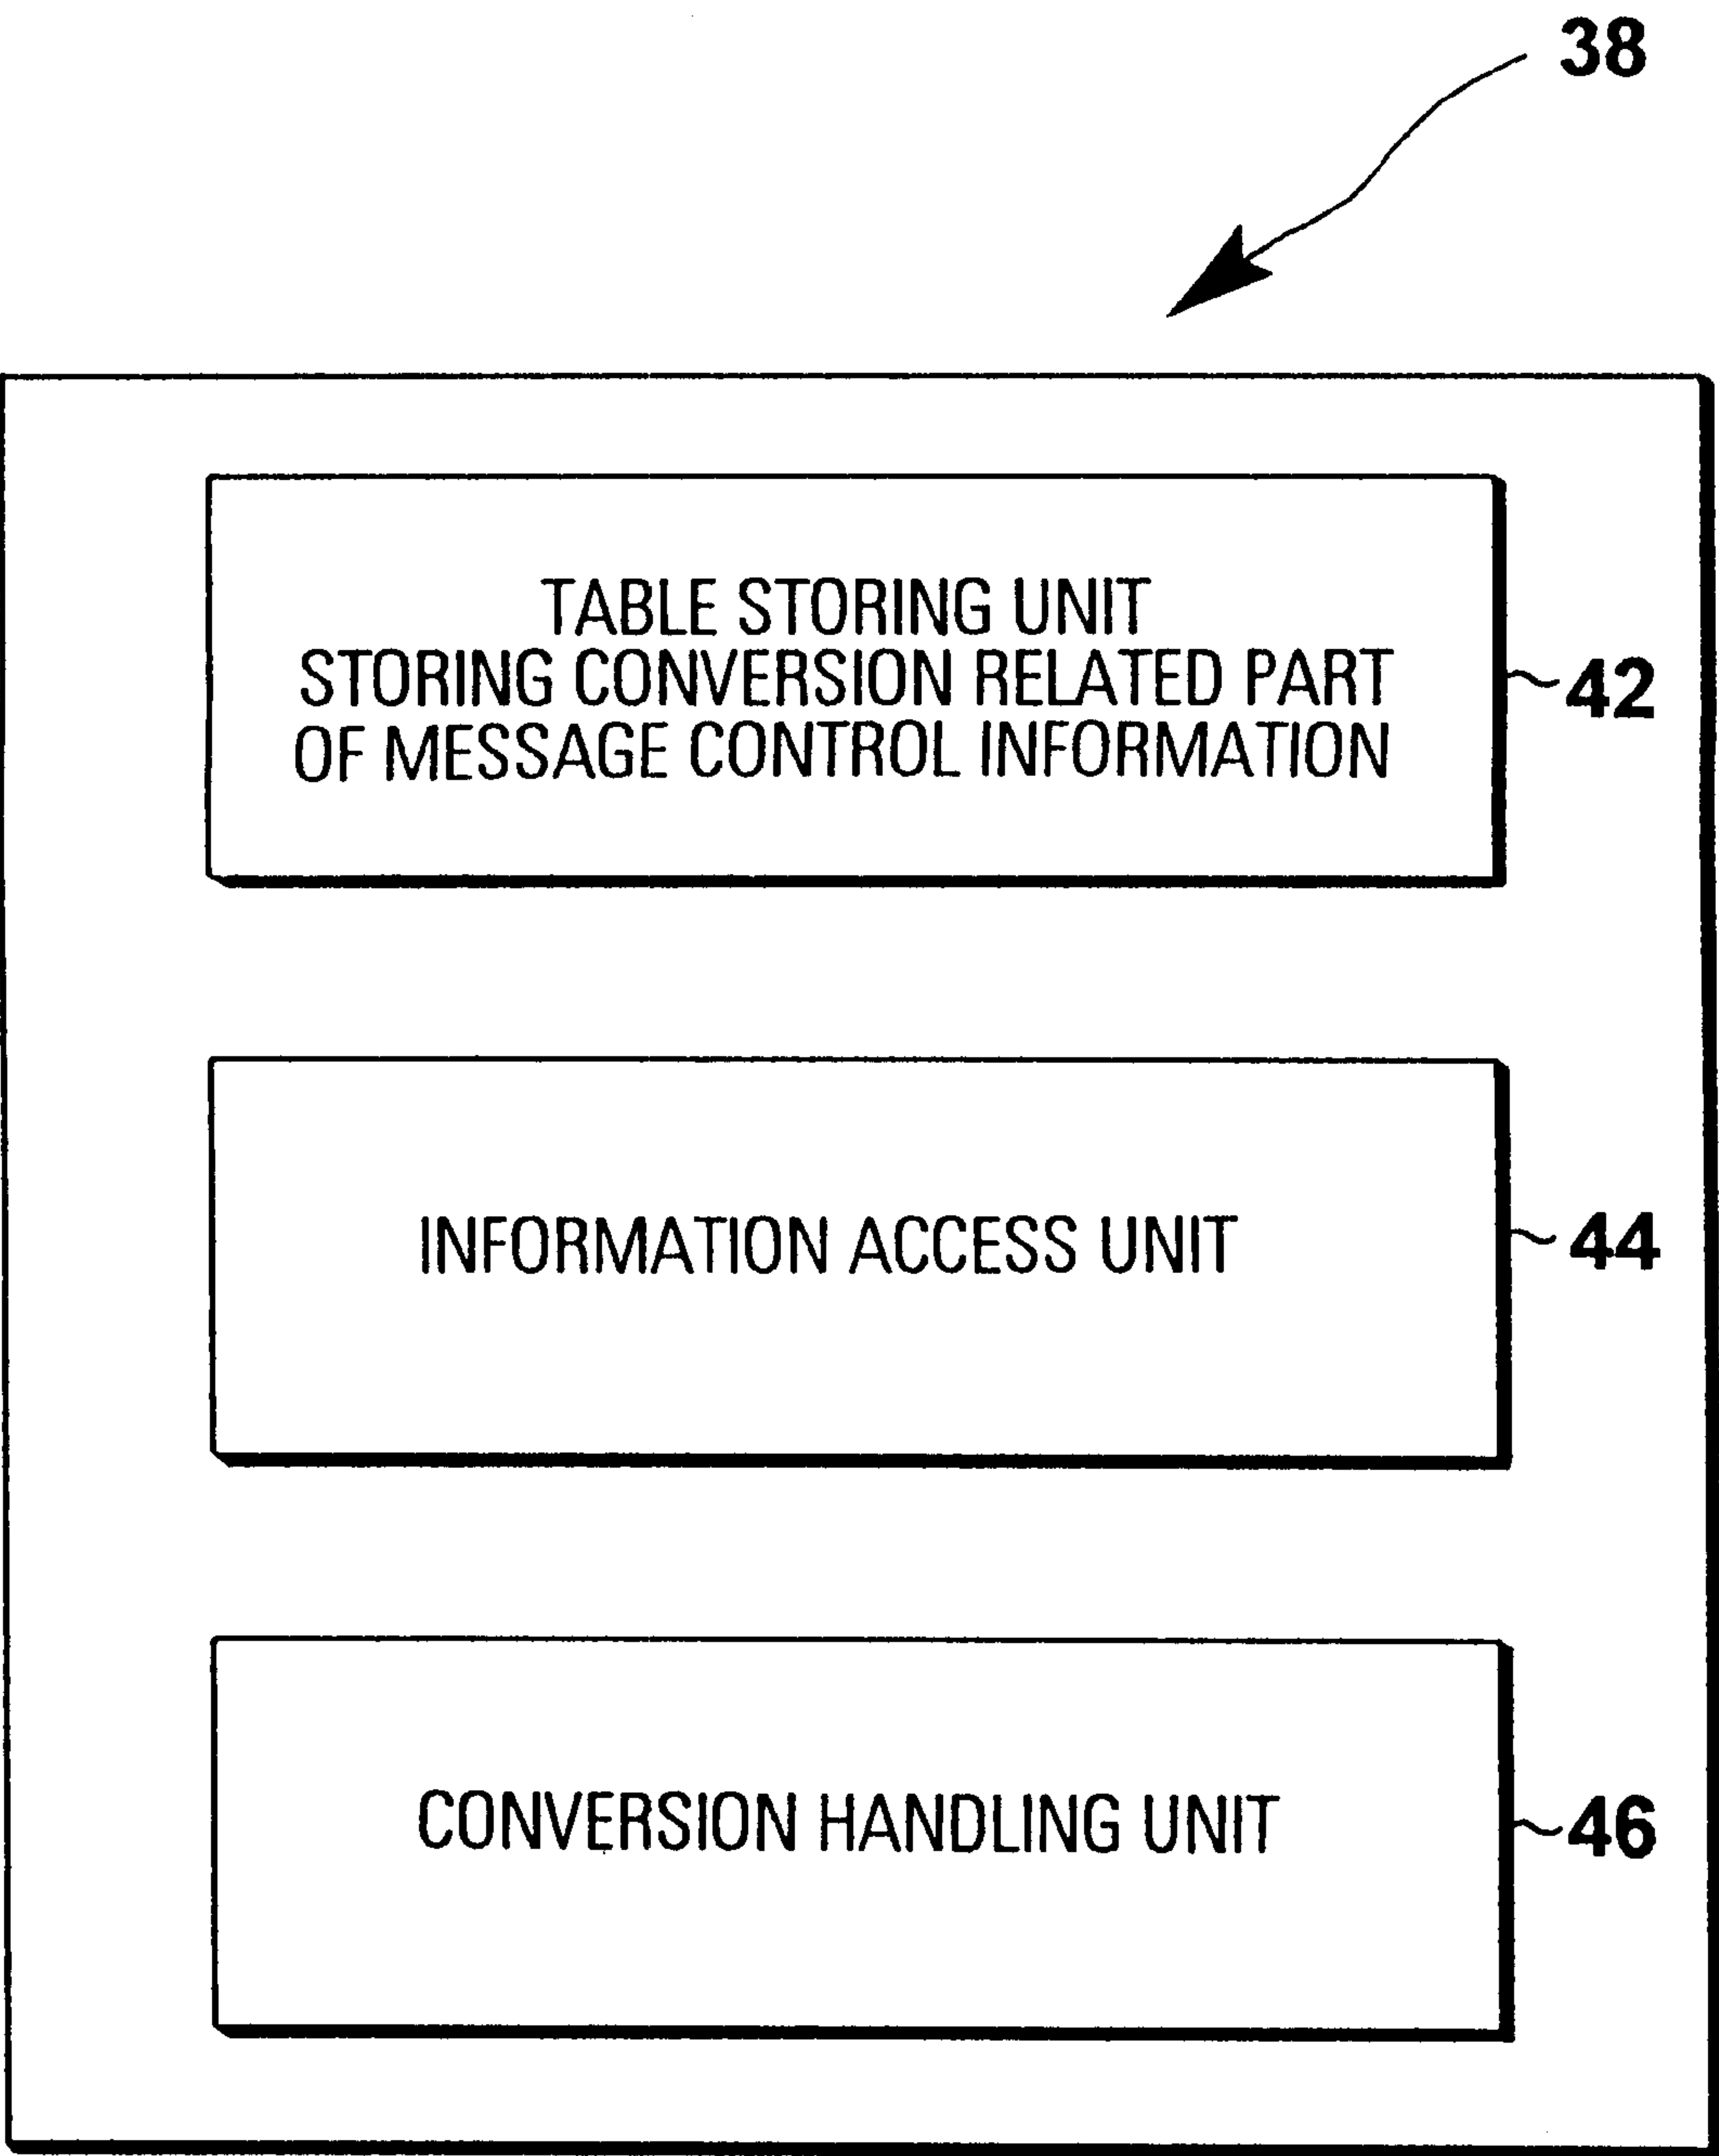 38
TABLE STORING UNIT
STORING CONVERSION RELATED PART
OF MESSAGE CONTROL INFORMATION
42
INFORMATION ACCESS UNIT
44
CONVERSION HANDLING UNIT
46